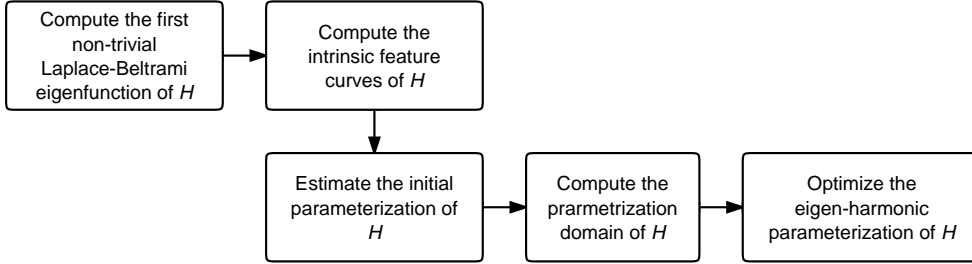 Compute the first
non-trivial
Laplace-Beltrami
eigenfunction of H
Compute the
intrinsic feature
curves of H
Estimate the initial
parameterization of
H
Compute the
prarmetrization
domain of H
Optimize the
eigen-harmonic
parameterization of H